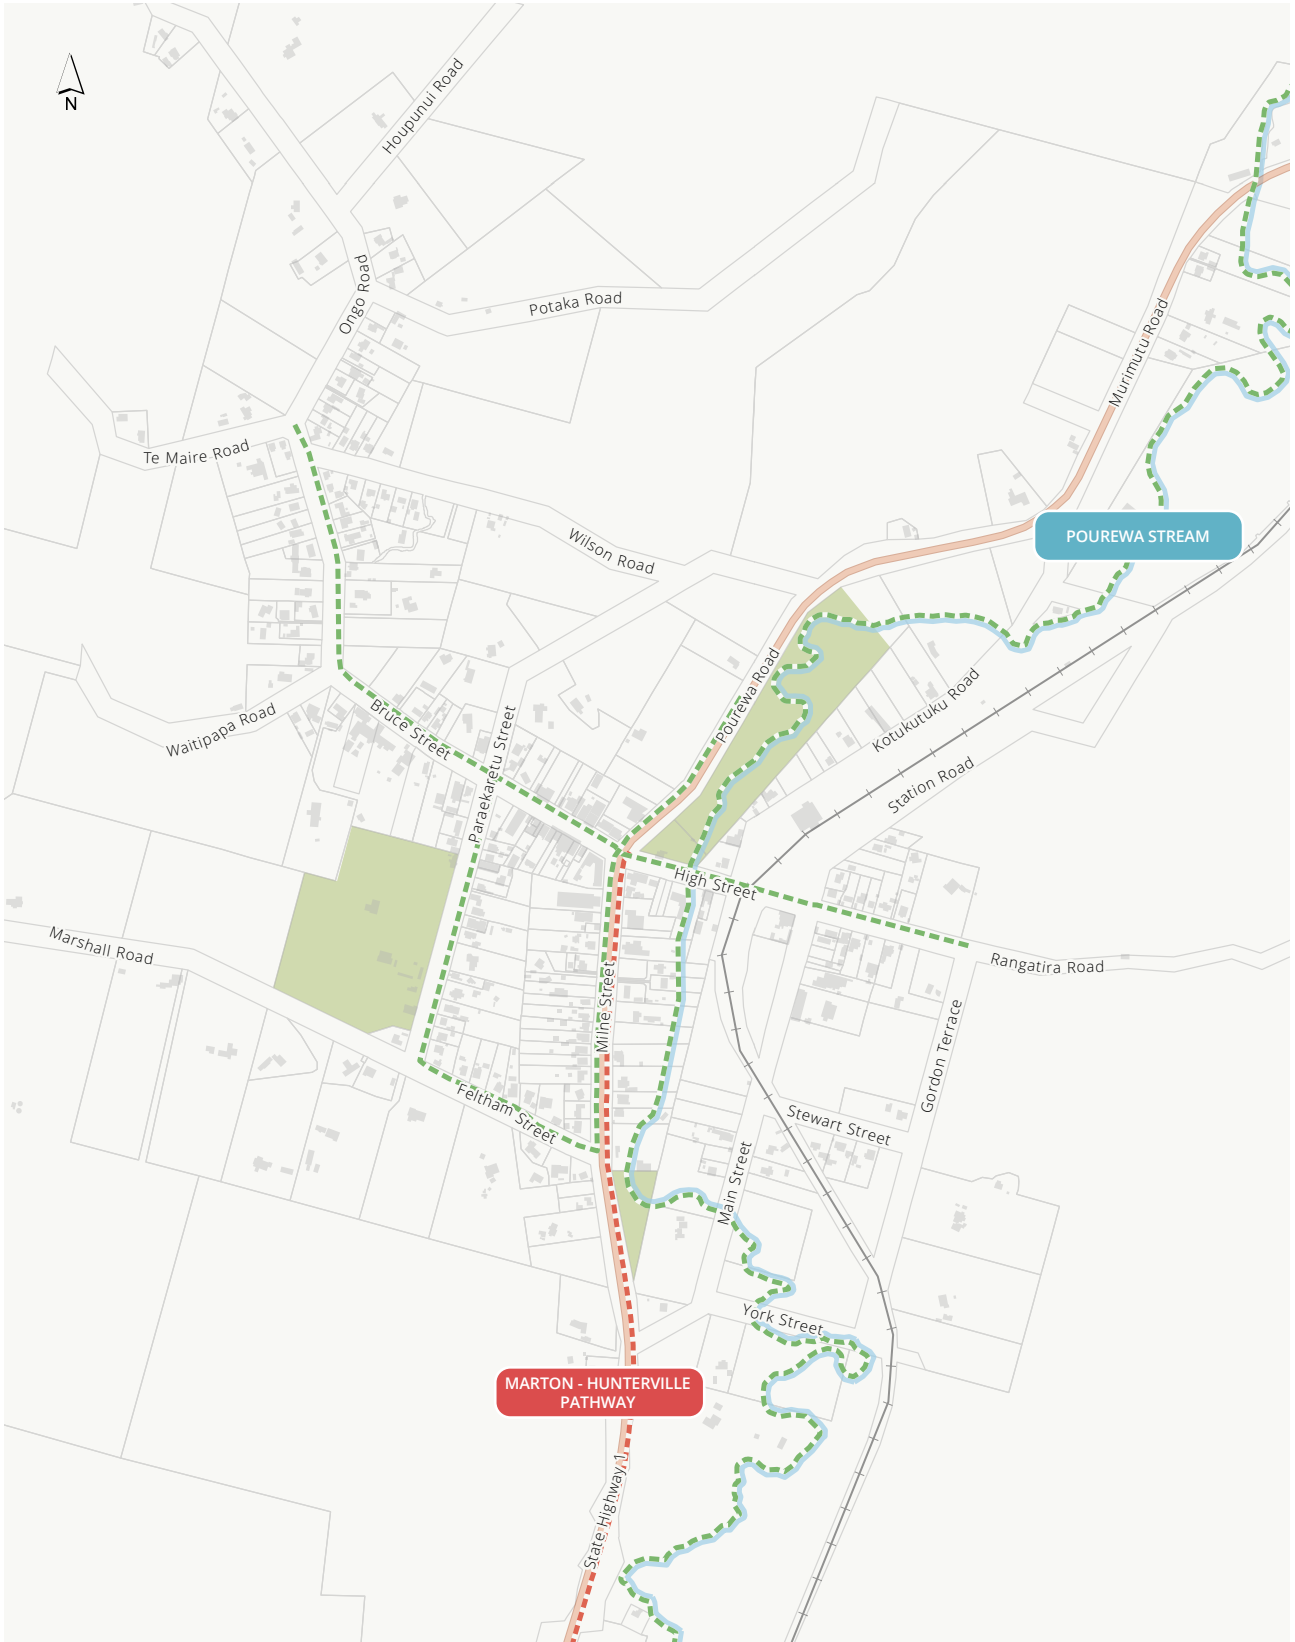 Houpunui Road
N
Ongo Road
Potaka Road
Murimutu Road
Te Maire Road
Wilson Road
POUREWA STREAM
Pourewa Road
Kotukutuku Road
Waitipapa Road
Bruce Street
Paraekaretu Street
Station Road
High Street
Marshall Road
Rangatira Road
Milne Street
Gordon Terrace
Feltham Street
Stewart Street
Main Street
York Street
MARTON - HUNTERVILLE
PATHWAY
State Highway 1